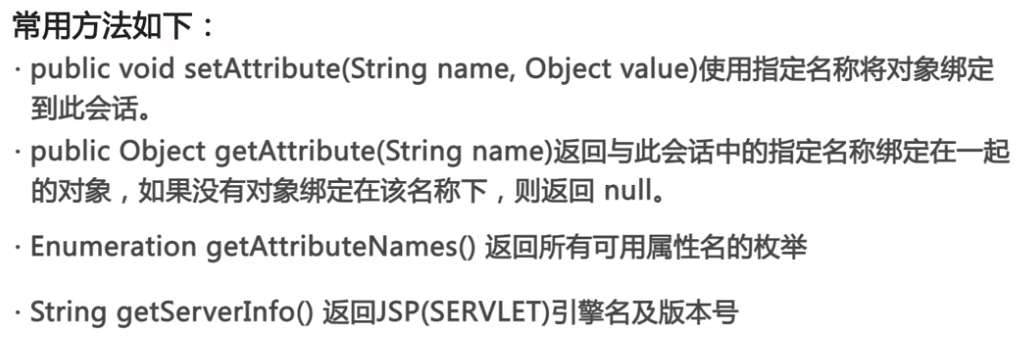 常用方法如下：
· public void setAttribute(String name, Object value)使用指定名称将对象绑定
到此会话。
· public Object getAttribute(String name)返回与此会话中的指定名称绑定在一起
的对象，如果没有对象绑定在该名称下，则返回 null。
· Enumeration getAttributeNames() 返回所有可用属性名的枚举
· String getServerInfo() 返回JSP(SERVLET)引擎名及版本号